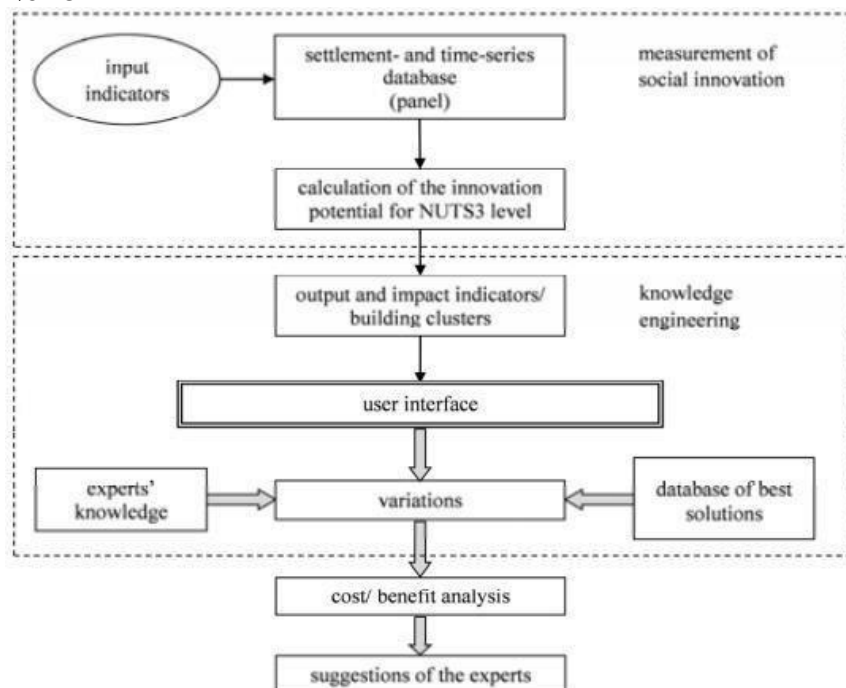 input
indicators
settlement- and time-series
database
(panel)
measurement of
social innovation
calculation of the innovation
potential for NUTS3 level
output and impact indicators/
building clusters
knowledge
engineering
user interface
experts'
knowledge
variations
database of best
solutions
cost/ benefit analysis
suggestions of the experts